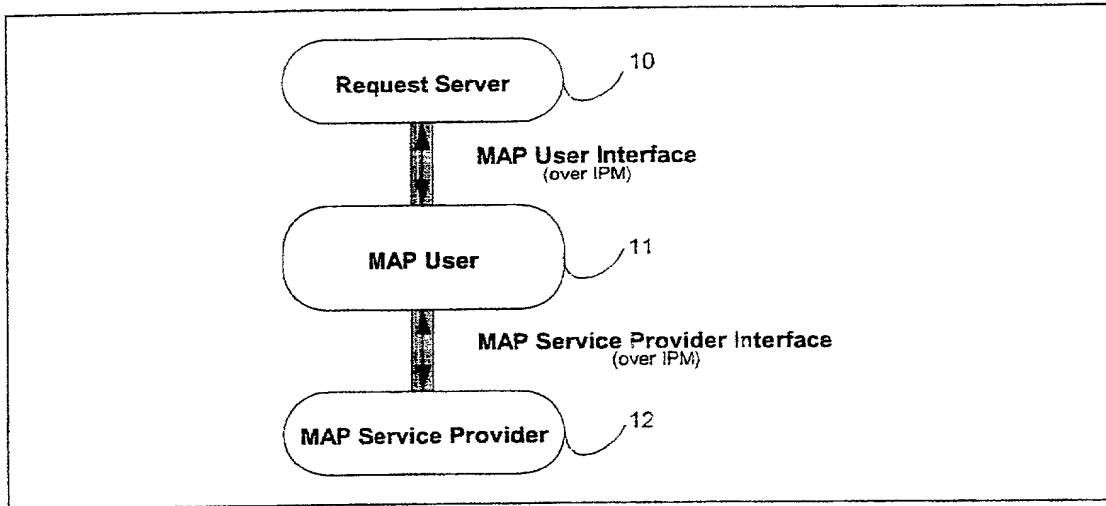 Request Server
10
MAP User Interface
(over IPM)
MAP User
11
MAP Service Provider Interface
(over IPM)
MAP Service Provider
12